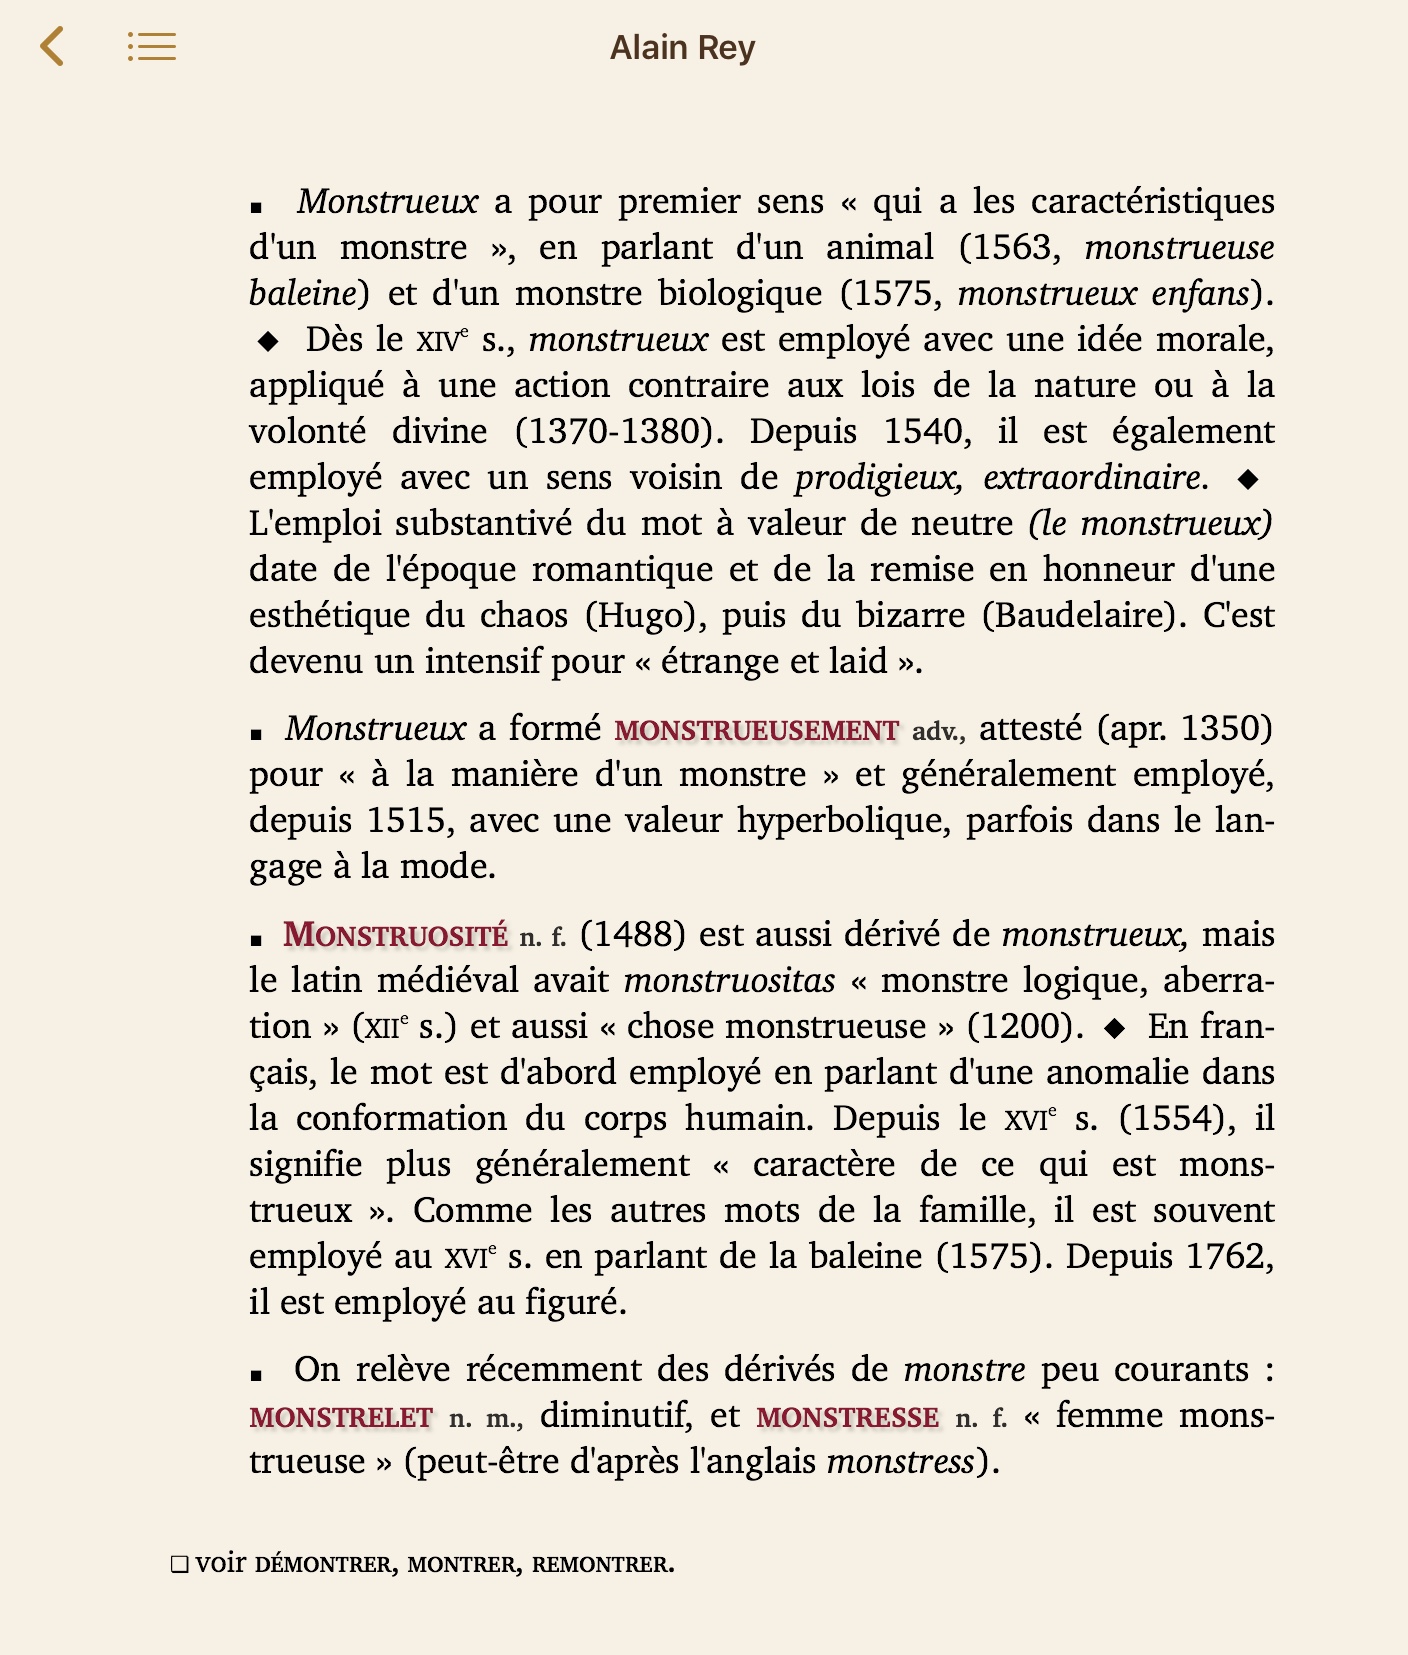 Alain Rey
▪ Monstrueux a pour premier sens « qui a les caractéristiques
d'un monstre », en parlant d'un animal (1563, monstrueuse
baleine) et d'un monstre biologique (1575, monstrueux enfans).
◆ Dès le XIVe s., monstrueux est employé avec une idée morale,
appliqué à une action contraire aux lois de la nature ou à la
volonté divine (1370-1380). Depuis 1540, il est également
employé avec un sens voisin de prodigieux, extraordinaire. ◆
L'emploi substantivé du mot à valeur de neutre (le monstrueux)
date de l'époque romantique et de la remise en honneur d'une
esthétique du chaos (Hugo), puis du bizarre (Baudelaire). C'est
devenu un intensif pour « étrange et laid ».
▪ Monstrueux a formé MONSTRUEUSEMENT adv., attesté (apr. 1350)
pour « à la manière d'un monstre » et généralement employé,
depuis 1515, avec une valeur hyperbolique, parfois dans le lan-
gage à la mode.
▪ MONSTRUOSITÉ n. f. (1488) est aussi dérivé de monstrueux, mais
le latin médiéval avait monstruositas « monstre logique, aberra-
tion » (XIIe s.) et aussi « chose monstrueuse » (1200). ◆ En fran-
çais, le mot est d'abord employé en parlant d'une anomalie dans
la conformation du corps humain. Depuis le XVIe s. (1554), il
signifie plus généralement « caractère de ce qui est mons-
trueux ». Comme les autres mots de la famille, il est souvent
employé au XVIe s. en parlant de la baleine (1575). Depuis 1762,
il est employé au figuré.
▪ On relève récemment des dérivés de monstre peu courants :
MONSTRELET n. m., diminutif, et MONSTRESSE n. f. « femme mons-
trueuse » (peut-être d'après l'anglais monstress).
❏ voir DÉMONTRER, MONTRER, REMONTRER.